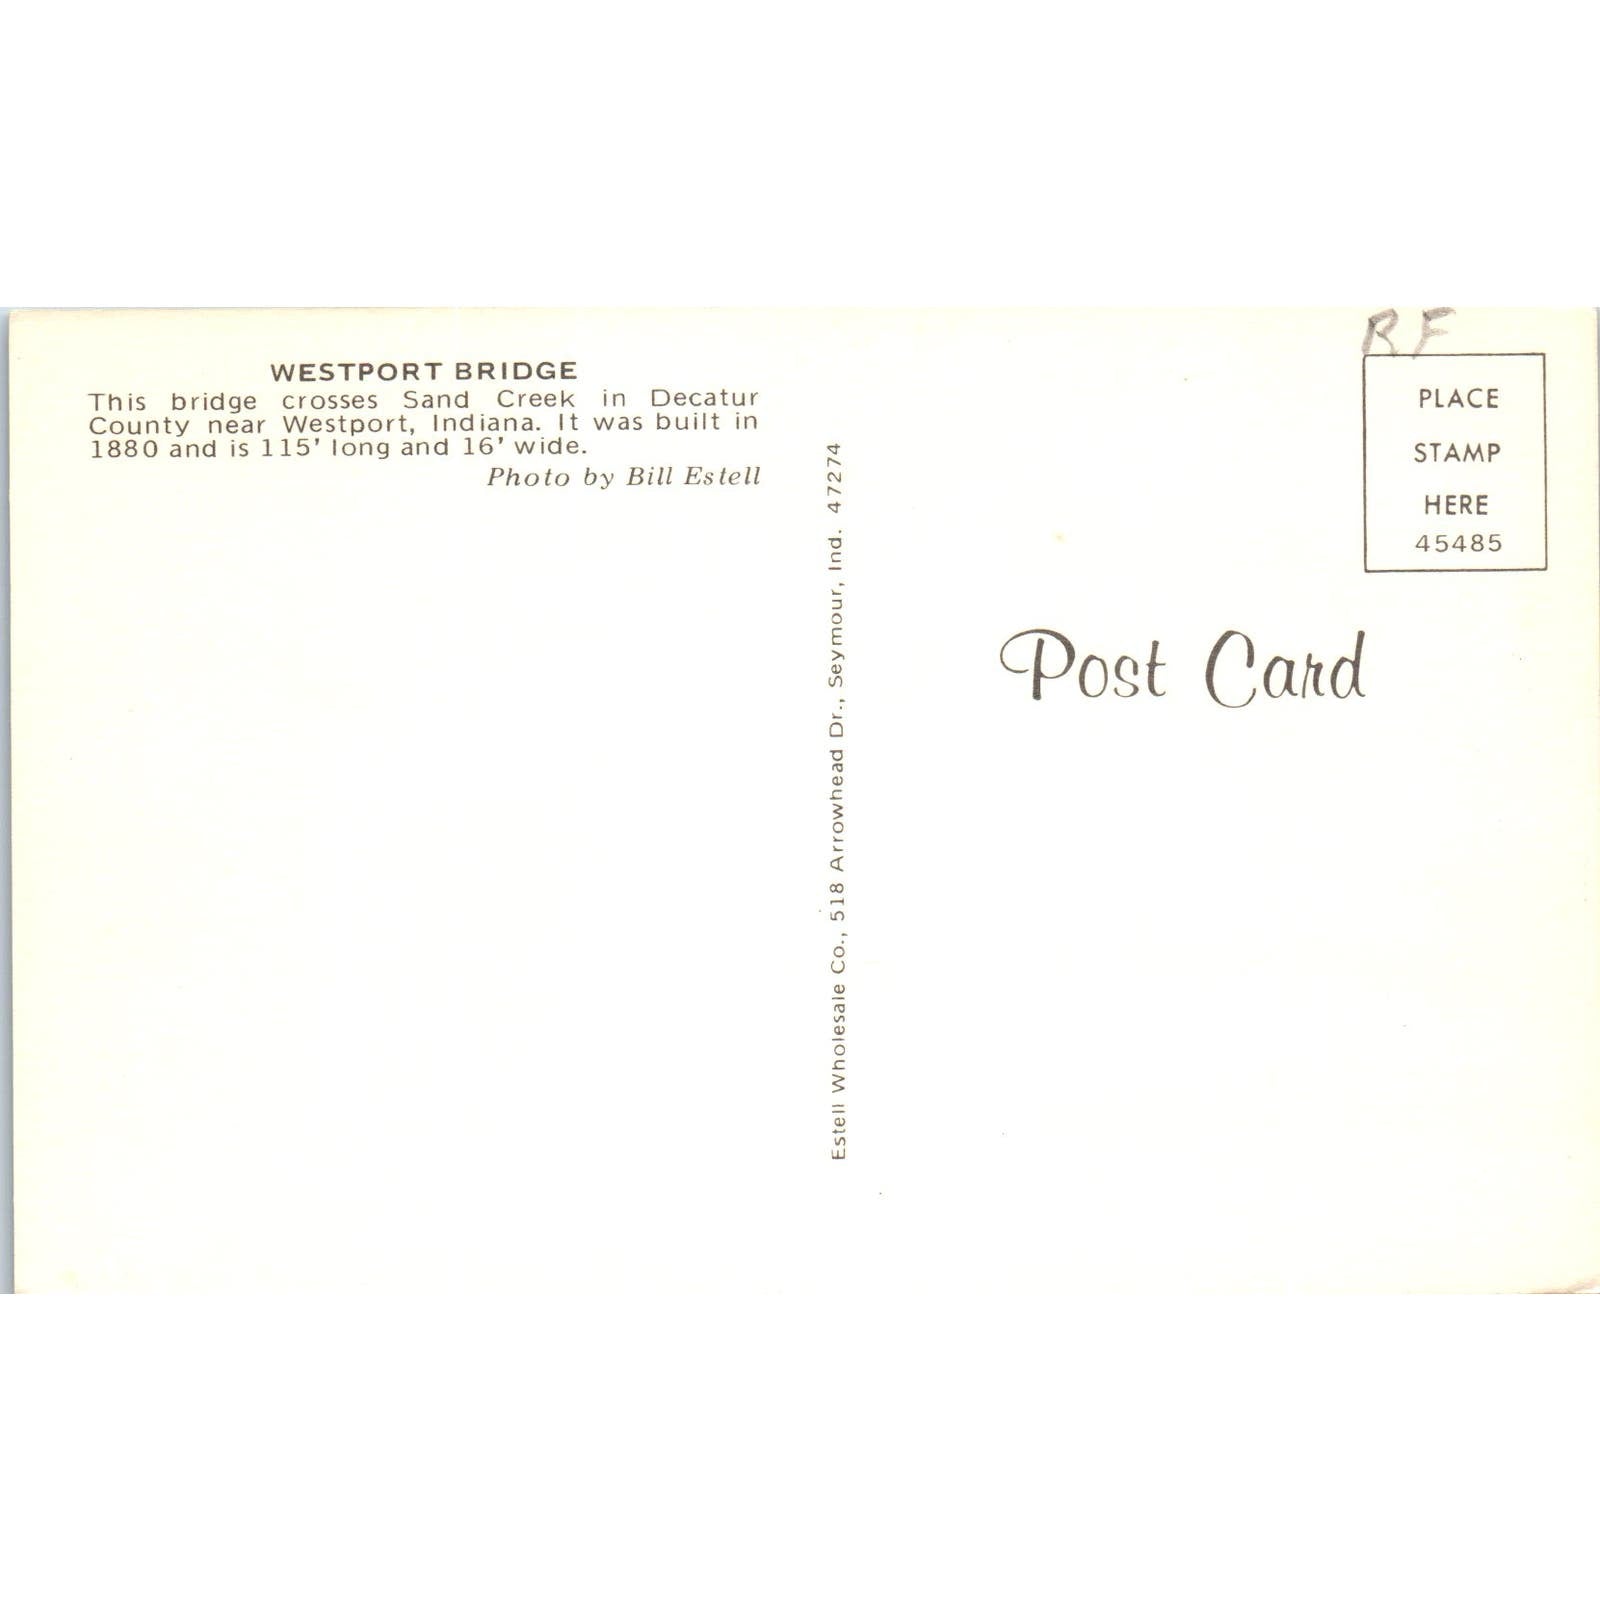 WESTPORT BRIDGE
This bridge crosses Sand Creek in Decatur
County near Westport, Indiana. It was built in
1880 and is 115' long and 16' wide.
Photo by Bill Estell
Estell Wholesale Co., 518 Arrowhead Dr., Seymour, Ind. 47274
RF
PLACE
STAMP
HERE
45485
Post Card